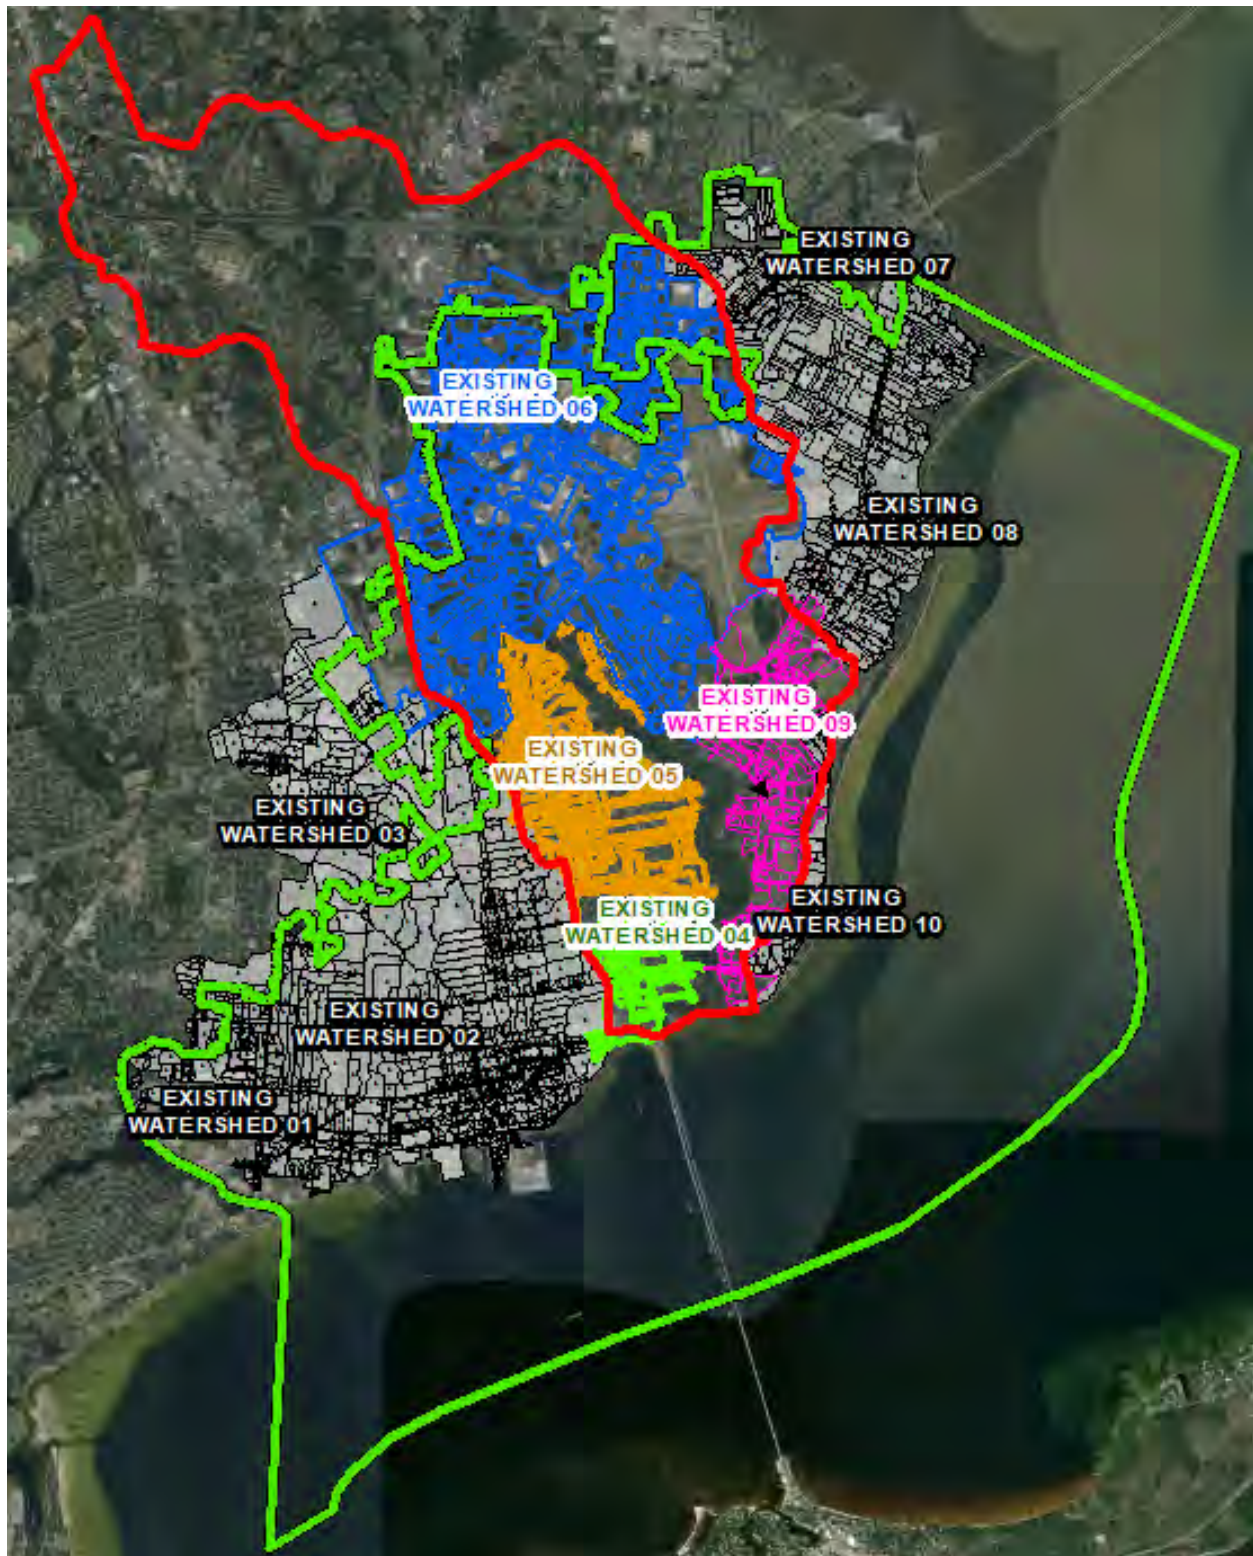 EXISTING
WATERSHED 07
EXISTING
WATERSHED 06
EXISTING
WATERSHED 08
EXISTING
WATERSHED 09
EXISTING
WATERSHED 05
EXISTING
WATERSHED 03
EXISTING
WATERSHED 10
EXISTING
WATERSHED 04
EXISTING
WATERSHED 02
EXISTING
WATERSHED 01